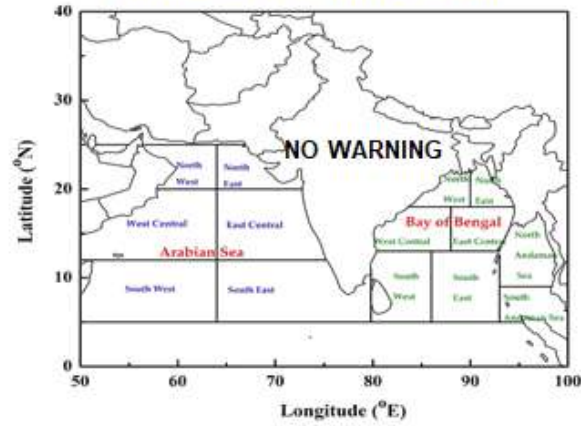 40
30
20
10
0
Latitude (°N)
NO WARNING
North North
West East
North North
West East
West Central East Central
Arabian Sea
Bay of Bengal
West Central East Central
North
Andaman
Sea
South West South East
South South
West East
South
Andaman Sea
50 60 70 80 90 100
Longitude (°E)